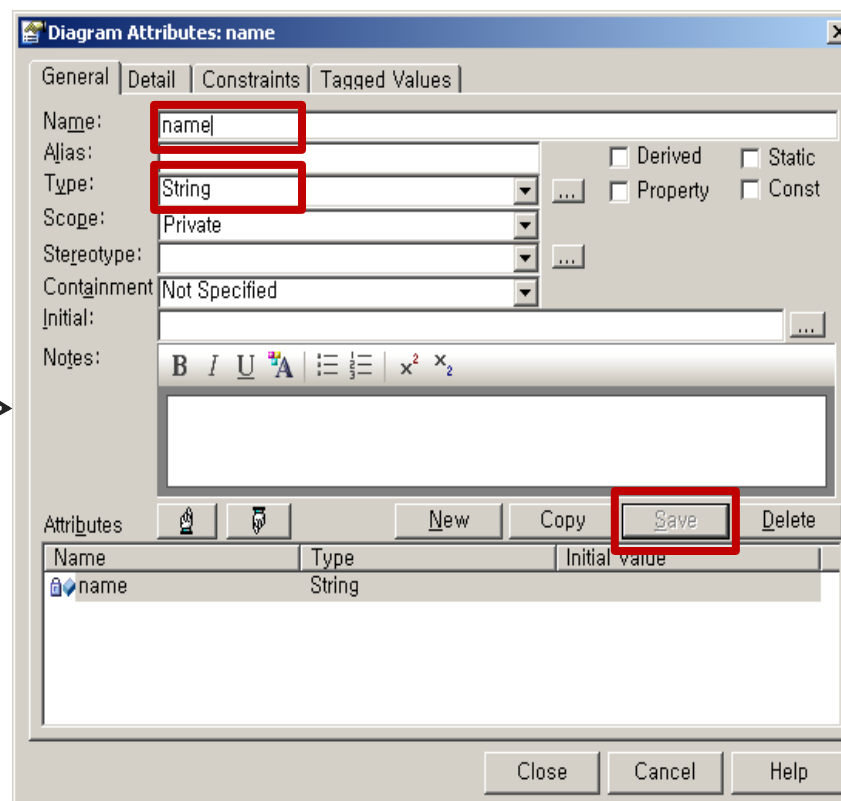 Diagram Attributes: name
General Detail Constraints Tagged Values
Name: name
Alias: Derived Static
Type: String ... Property Const
Scope: Private
Stereotype: ...
Containment Not Specified
Initial: ...
Notes: B I U A x² x₂
Attributes New Copy Save Delete
Name Type Initial Value
name String
Close Cancel Help